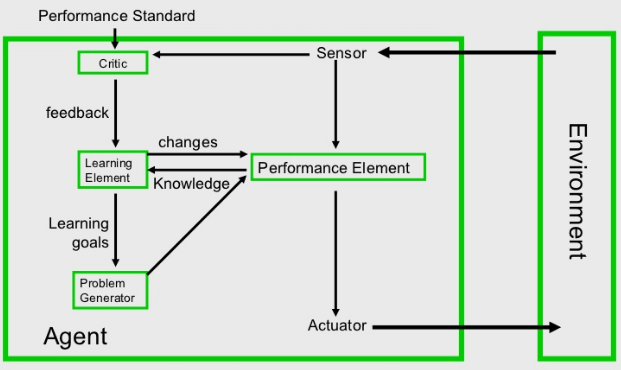 Performance Standard
Sensor
Critic
feedback
changes
Learning
Element
Performance Element
Knowledge
Learning
goals
Problem
Generator
Actuator
Agent
Environment